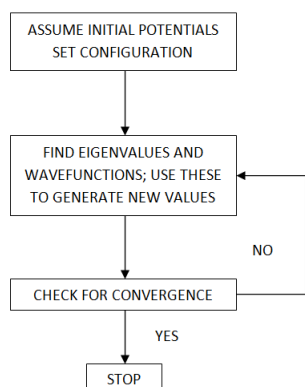 ASSUME INITIAL POTENTIALS
SET CONFIGURATION
FIND EIGENVALUES AND
WAVEFUNCTIONS; USE THESE
TO GENERATE NEW VALUES
NO
CHECK FOR CONVERGENCE
YES
STOP